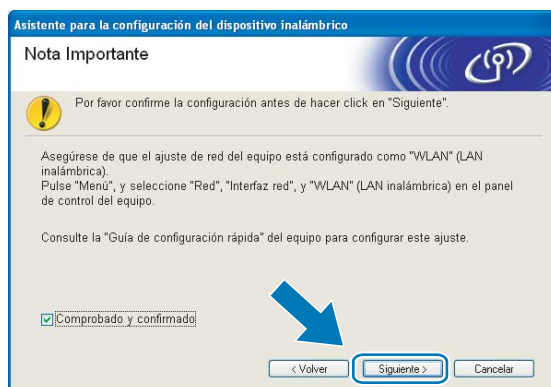 Asistente para la configuración del dispositivo inalámbrico
Nota Importante
Por favor confirme la configuración antes de hacer click en "Siguiente".
Asegúrese de que el ajuste de red del equipo está configurado como "WLAN" (LAN
inalámbrica).
Pulse "Menú", y seleccione "Red", "Interfaz red", y "WLAN" (LAN inalámbrica) en el panel
de control del equipo.
Consulte la "Guía de configuración rápida" del equipo para configurar este ajuste.
Comprobado y confirmado
< Volver
Siguiente >
Cancelar